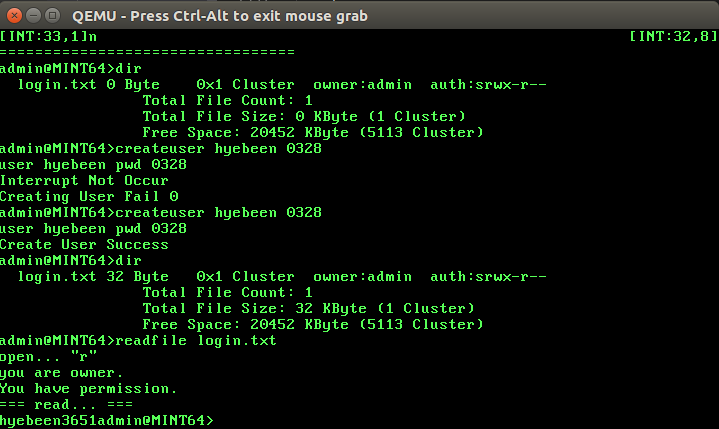 QEMU - Press Ctrl-Alt to exit mouse grab
[INT:33,1]n [INT:32,8]
=================================
admin@MINT64>dir
login.txt 0 Byte 0x1 Cluster owner:admin auth:srwx-r--
Total File Count: 1
Total File Size: 0 KByte (1 Cluster)
Free Space: 20452 KByte (5113 Cluster)
admin@MINT64>createuser hyebeen 0328
user hyebeen pwd 0328
Interrupt Not Occur
Creating User Fail 0
admin@MINT64>createuser hyebeen 0328
user hyebeen pwd 0328
Create User Success
admin@MINT64>dir
login.txt 32 Byte 0x1 Cluster owner:admin auth:srwx-r--
Total File Count: 1
Total File Size: 32 KByte (1 Cluster)
Free Space: 20452 KByte (5113 Cluster)
admin@MINT64>readfile login.txt
open... "r"
you are owner.
You have permission.
=== read... ===
hyebeen3651admin@MINT64>